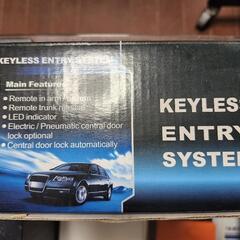 KEYLESS ENTRY SYSTEM
Main Features
Remote in arm
Remote trunk
LED indicator
Electric / Pneumatic central door
lock optional
Central door lock automatically
KEYLESS
ENTRY
SYSTEM